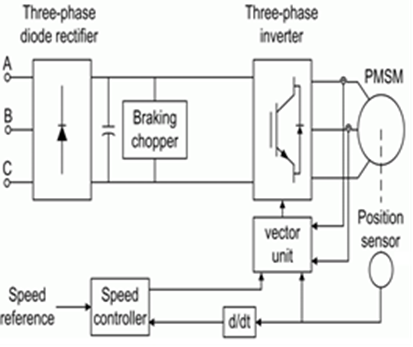 Three-phase
diode rectifier
Three-phase
inverter
A
B
C
Braking
chopper
PMSM
Position
sensor
vector
unit
Speed
reference
Speed
controller
d/dt